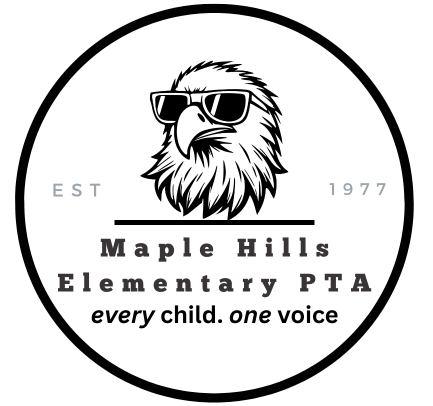 EST 1977
Maple Hills
Elementary PTA
every child. one voice